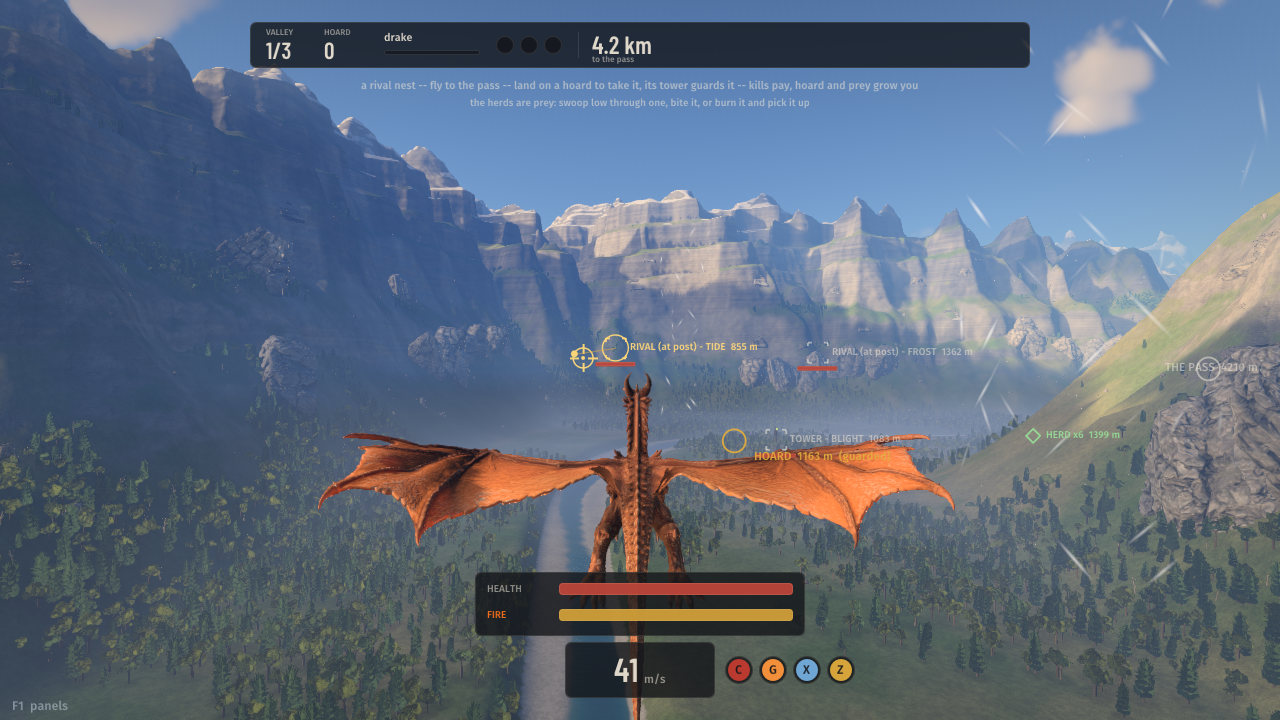 VALLEY
1/3
HOARD
0
drake
4.2 km
to the pass
a rival nest -- fly to the pass -- land on a hoard to take it, its tower guards it -- kills pay, hoard and prey grow you
the herds are prey: swoop low through one, bite it, or burn it and pick it up
RIVAL (at post) - TIDE 855 m
RIVAL (at post) - FROST 1362 m
THE PASS 4210 m
HERD x6 1399 m
TOWER - BLIGHT 1083 m
HOARD 1163 m (guarded)
HEALTH
FIRE
41 m/s
C G X Z
F1 panels